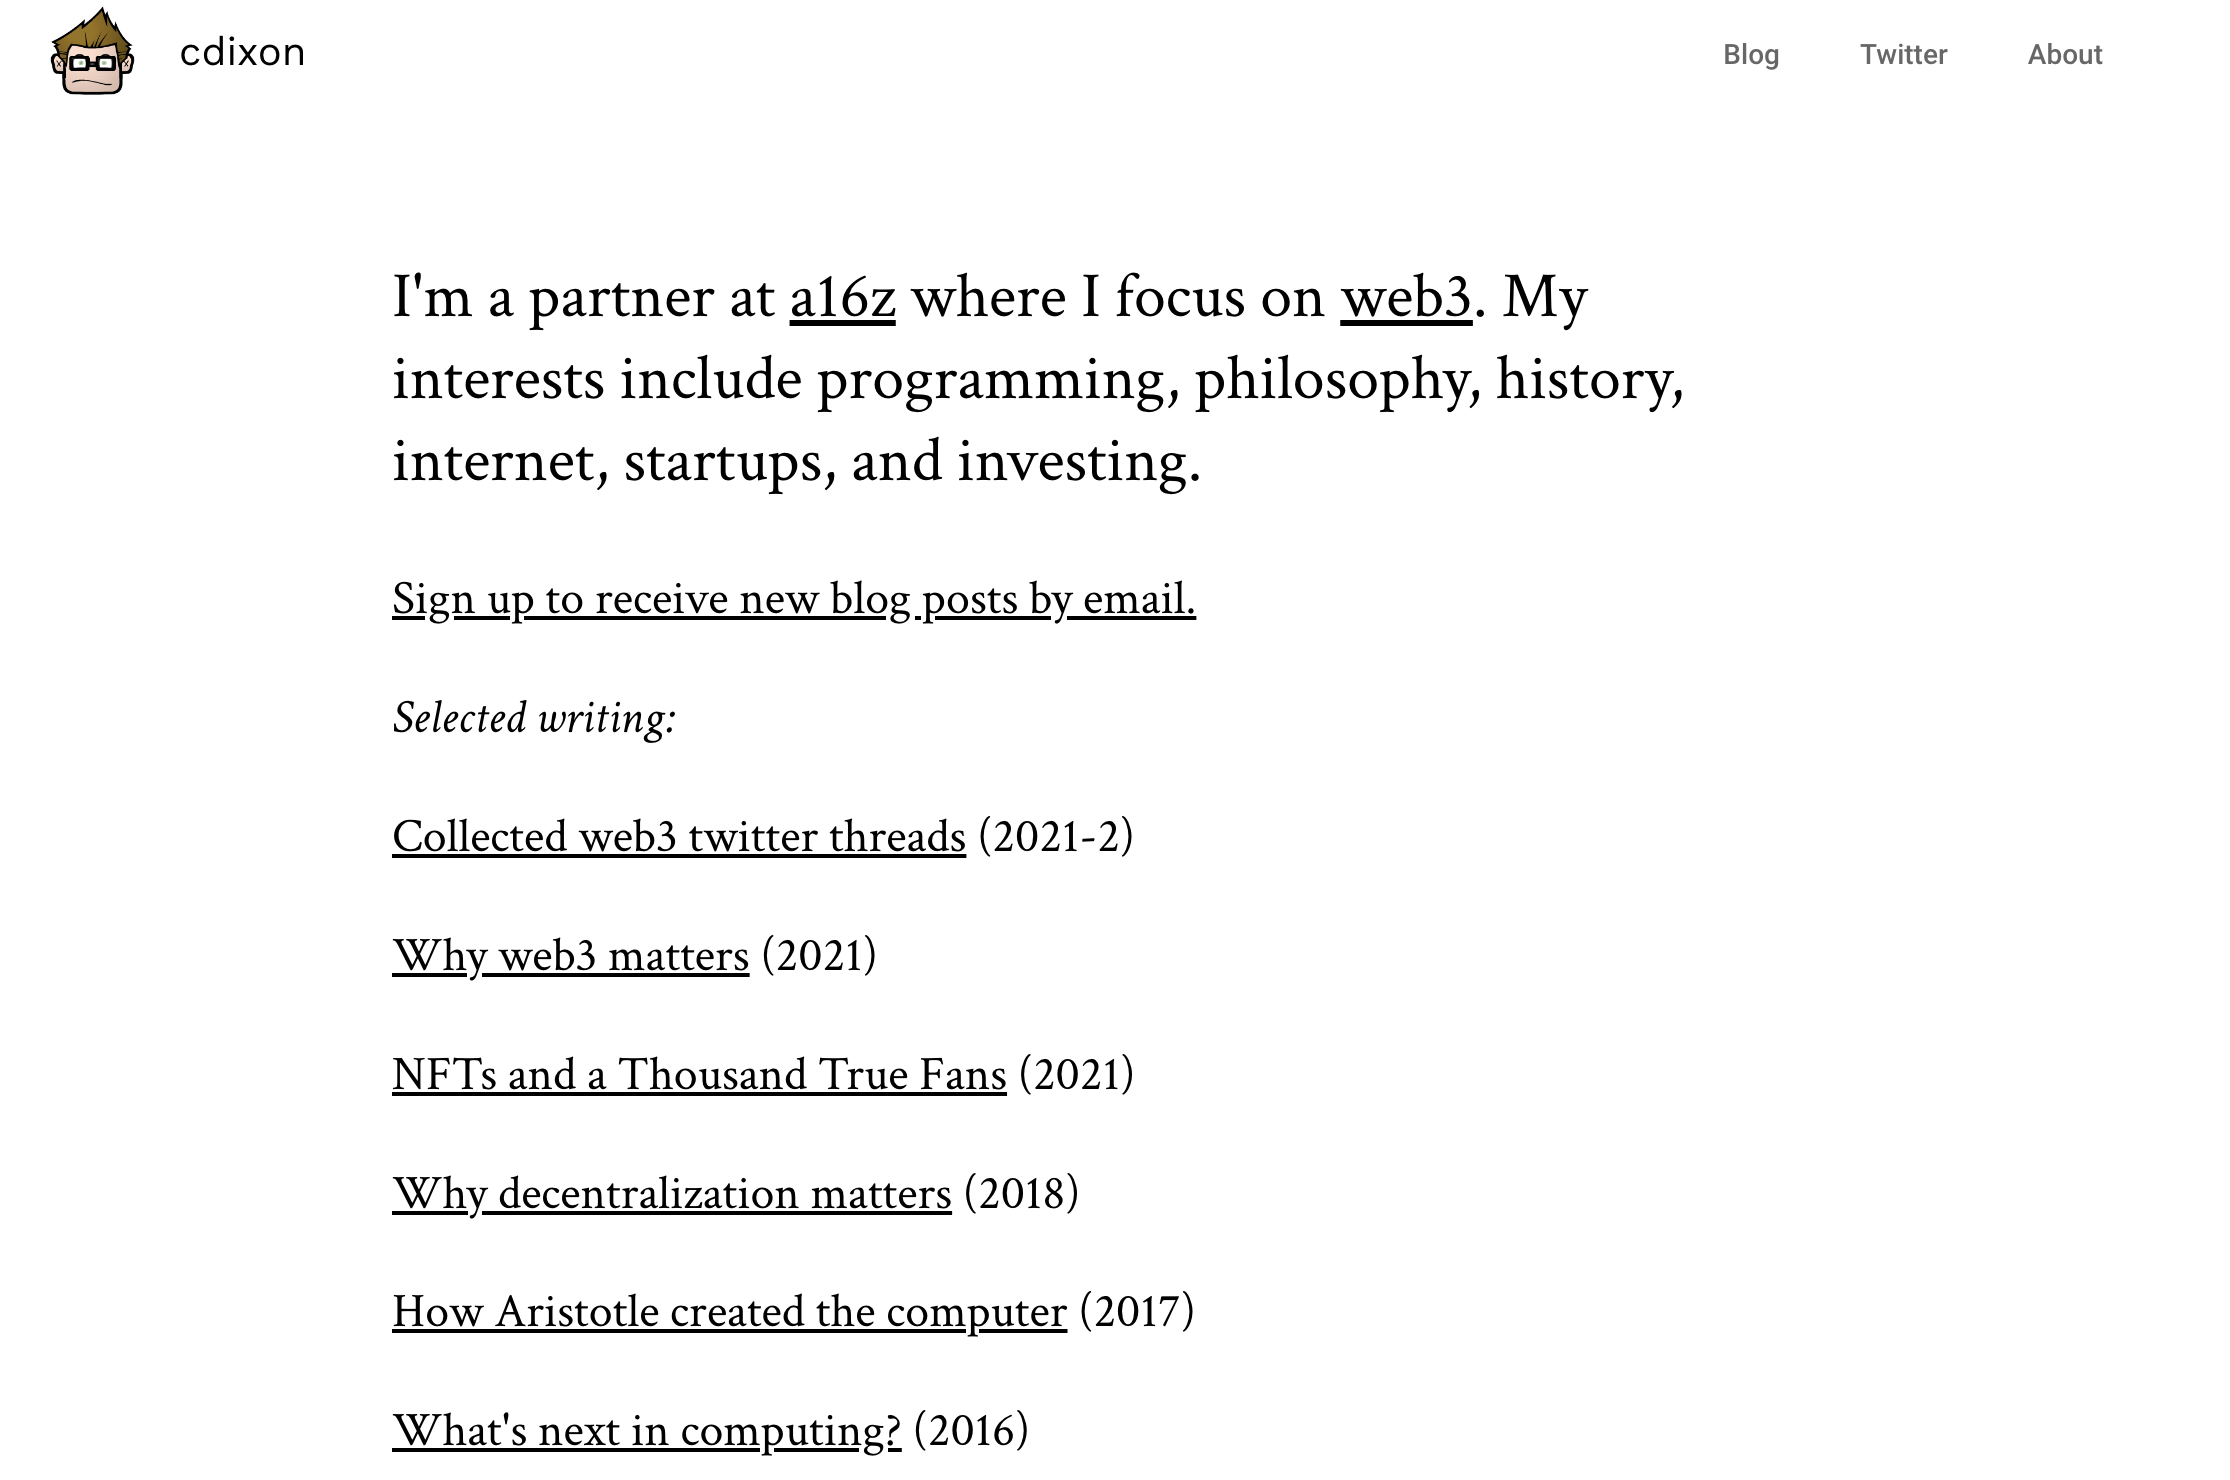 cdixon
Blog
Twitter
About
I'm a partner at a16z where I focus on web3. My
interests include programming, philosophy, history,
internet, startups, and investing.
Sign up to receive new blog posts by email.
Selected writing:
Collected web3 twitter threads (2021-2)
Why web3 matters (2021)
NFTs and a Thousand True Fans (2021)
Why decentralization matters (2018)
How Aristotle created the computer (2017)
What's next in computing? (2016)